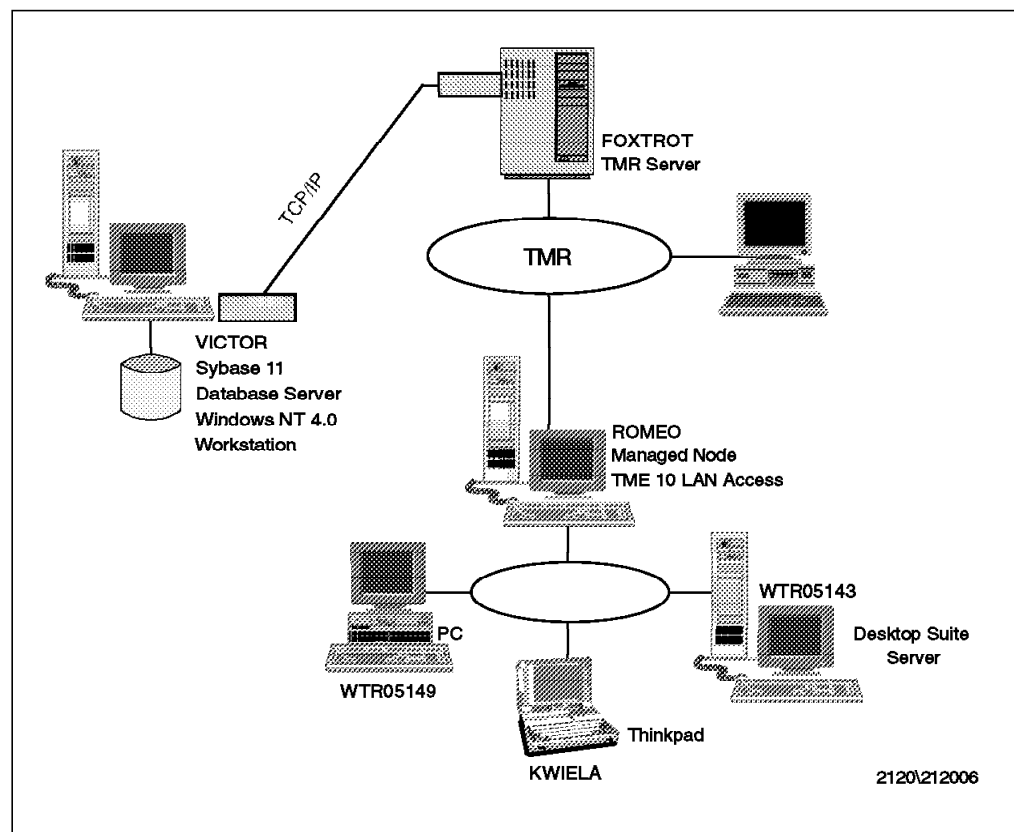 FOXTROT
TMR Server
TCP/IP
TMR
VICTOR
Sybase 11
Database Server
Windows NT 4.0
Workstation
ROMEO
Managed Node
TME 10 LAN Access
WTR05143
Desktop Suite
Server
PC
WTR05149
Thinkpad
KWIELA
2120\212006